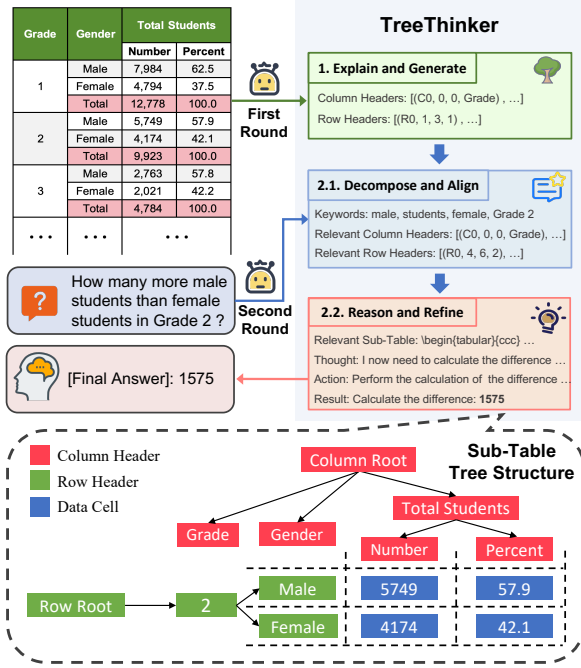 TreeThinker
Grade Gender Total Students
Number Percent
1 Male 7,984 62.5
Female 4,794 37.5
Total 12,778 100.0
2 Male 5,749 57.9
Female 4,174 42.1
Total 9,923 100.0
3 Male 2,763 57.8
Female 2,021 42.2
Total 4,784 100.0
... ... ...
First
Round
1. Explain and Generate
Column Headers: [(C0, 0, 0, Grade) , ...]
Row Headers: [(R0, 1, 3, 1) , ...]
2.1. Decompose and Align
Keywords: male, students, female, Grade 2
Relevant Column Headers: [(C0, 0, 0, Grade), ...]
Relevant Row Headers: [(R0, 4, 6, 2), ...]
?
How many more male
students than female
students in Grade 2 ?
Second
Round
2.2. Reason and Refine
Relevant Sub-Table: \begin{tabular}{ccc} ...
Thought: I now need to calculate the difference ...
Action: Perform the calculation of the difference ...
Result: Calculate the difference: 1575
[Final Answer]: 1575
Column Header
Row Header
Data Cell
Sub-Table
Tree Structure
Column Root
Total Students
Grade Gender
Number Percent
Row Root 2 Male 5749 57.9
Female 4174 42.1